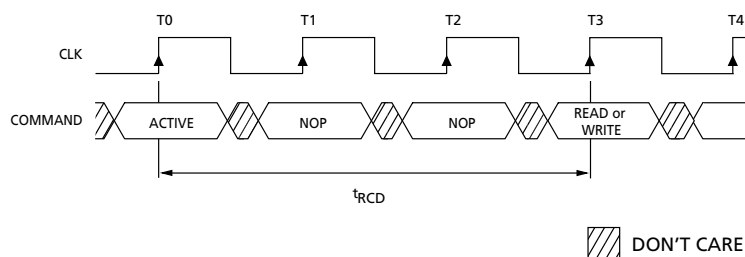 T0 T1 T2 T3 T4
CLK
COMMAND ACTIVE NOP NOP READ or
WRITE
tRCD
DON'T CARE